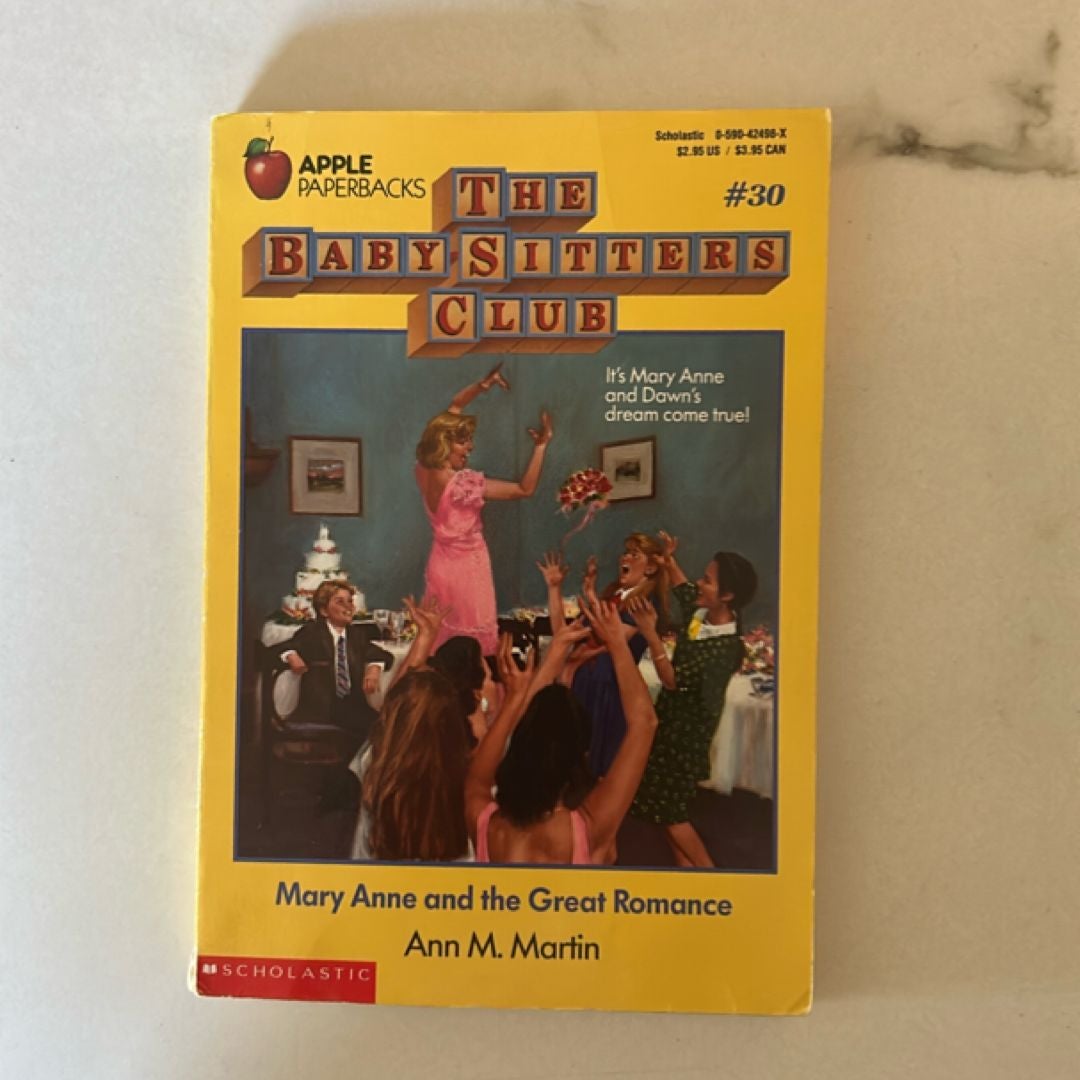 Scholastic 0-590-42498-X
$2.95 US / $3.95 CAN
APPLE
PAPERBACKS
#30
THE
BABY-SITTERS
CLUB
It's Mary Anne
and Dawn's
dream come true!
Mary Anne and the Great Romance
Ann M. Martin
SCHOLASTIC